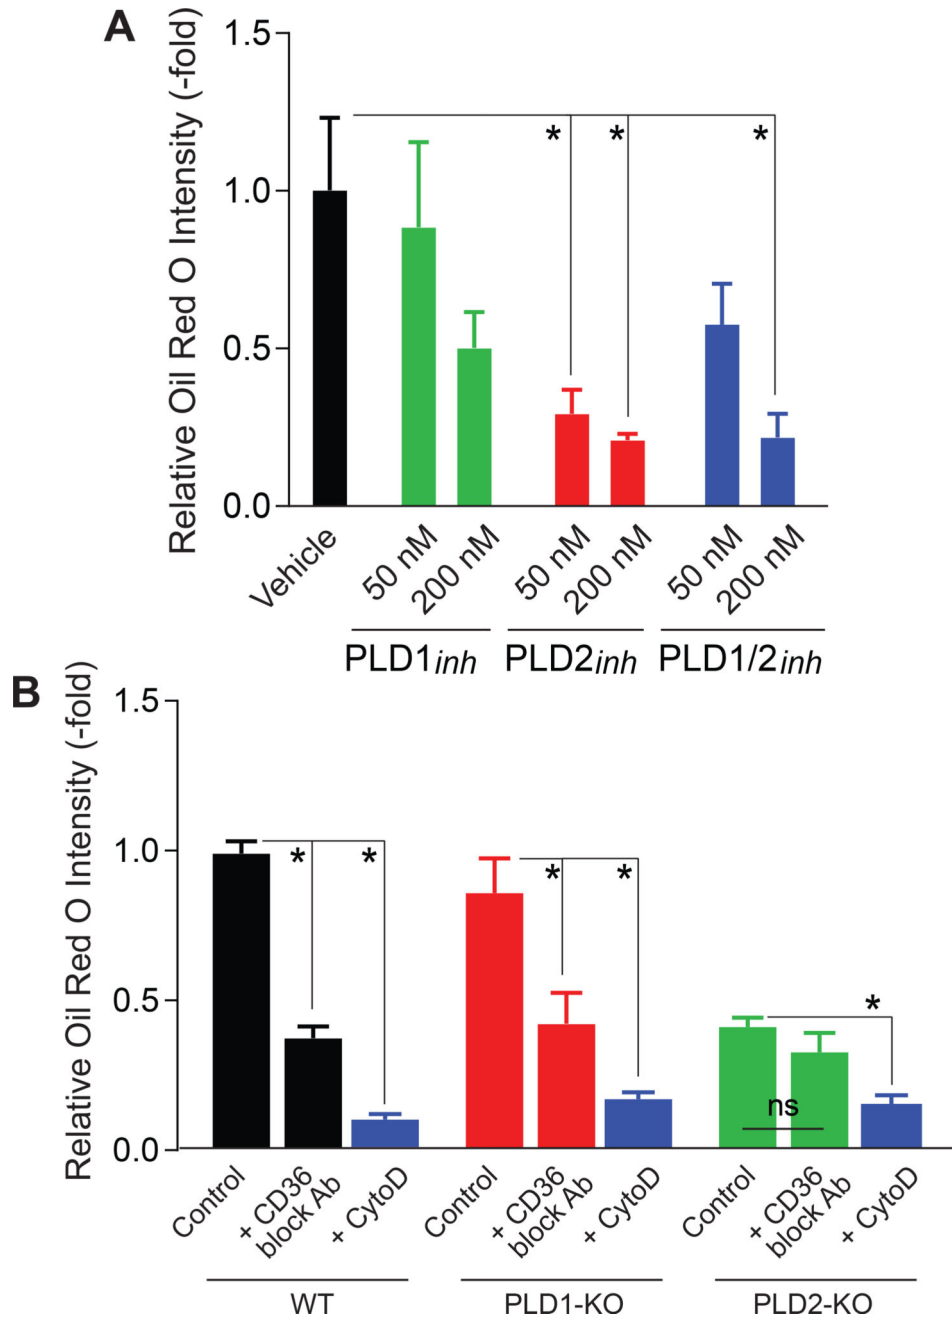 A
Relative Oil Red O Intensity (-fold)
1.5
1.0
0.5
0.0
* * *
Vehicle
50 nM
200 nM
50 nM
200 nM
50 nM
200 nM
PLD1inh PLD2inh PLD1/2inh
B
Relative Oil Red O Intensity (-fold)
1.5
1.0
0.5
0.0
* *
* *
*
ns
Control
+ CD36
block Ab
+ CytoD
Control
+ CD36
block Ab
+ CytoD
Control
+ CD36
block Ab
+ CytoD
WT PLD1-KO PLD2-KO